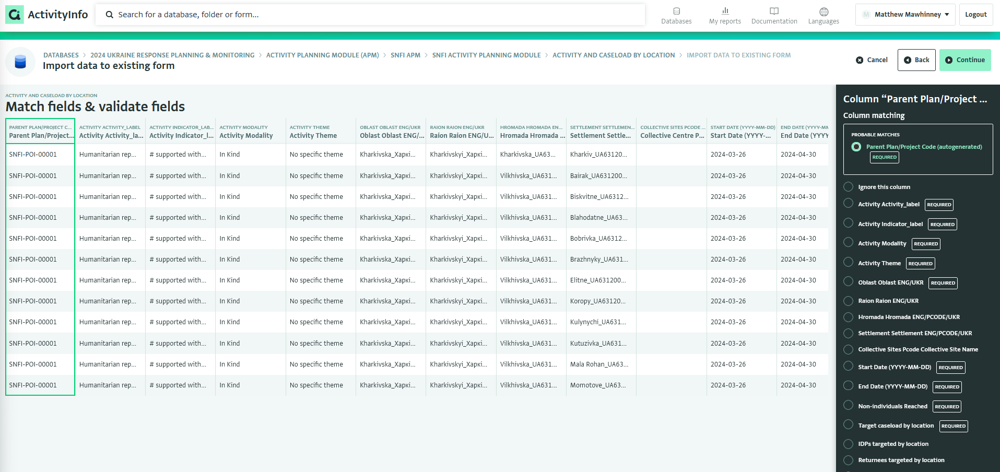 ActivityInfo
Search for a database, folder or form...
Databases
My reports
Documentation
Languages
M Matthew Mawhinney
Logout
DATABASES > 2024 UKRAINE RESPONSE PLANNING & MONITORING > ACTIVITY PLANNING MODULE (APM) > SNFI APM > SNFI ACTIVITY PLANNING MODULE > ACTIVITY AND CASELOAD BY LOCATION > IMPORT DATA TO EXISTING FORM
Import data to existing form
Cancel
Back
Continue
ACTIVITY AND CASELOAD BY LOCATION
Match fields & validate fields
PARENT PLAN/PROJECT C... ACTIVITY ACTIVITY_LABEL ACTIVITY INDICATOR_LAB... ACTIVITY MODALITY ACTIVITY THEME OBLAST OBLAST ENG/UKR RAION RAION ENG/UKR HROMADA HROMADA EN... SETTLEMENT SETTLEMEN... COLLECTIVE SITES PCODE ... START DATE (YYYY-MM-DD) END DATE (YYYY-MM
Parent Plan/Project... Activity Activity_la... Activity Indicator_l... Activity Modality Activity Theme Oblast Oblast ENG/... Raion Raion ENG/U... Hromada Hromada ... Settlement Settle... Collective Centre P... Start Date (YYYY-... End Date (YYYY
SNFI-POI-00001 Humanitarian rep... # supported with... In Kind No specific theme Kharkivska_Харкі... Kharkivskyi_Харкі... Kharkivska_UA63... Kharkiv_UA63120... 2024-03-26 2024-04-30
SNFI-POI-00001 Humanitarian rep... # supported with... In Kind No specific theme Kharkivska_Харкі... Kharkivskyi_Харкі... Vilkhivska_UA631... Bairak_UA631200... 2024-03-26 2024-04-30
SNFI-POI-00001 Humanitarian rep... # supported with... In Kind No specific theme Kharkivska_Харкі... Kharkivskyi_Харкі... Vilkhivska_UA631... Biskvitne_UA6312... 2024-03-26 2024-04-30
SNFI-POI-00001 Humanitarian rep... # supported with... In Kind No specific theme Kharkivska_Харкі... Kharkivskyi_Харкі... Vilkhivska_UA631... Blahodatne_UA63... 2024-03-26 2024-04-30
SNFI-POI-00001 Humanitarian rep... # supported with... In Kind No specific theme Kharkivska_Харкі... Kharkivskyi_Харкі... Vilkhivska_UA631... Bobrivka_UA6312... 2024-03-26 2024-04-30
SNFI-POI-00001 Humanitarian rep... # supported with... In Kind No specific theme Kharkivska_Харкі... Kharkivskyi_Харкі... Vilkhivska_UA631... Brazhnyky_UA631... 2024-03-26 2024-04-30
SNFI-POI-00001 Humanitarian rep... # supported with... In Kind No specific theme Kharkivska_Харкі... Kharkivskyi_Харкі... Vilkhivska_UA631... Elitne_UA631200... 2024-03-26 2024-04-30
SNFI-POI-00001 Humanitarian rep... # supported with... In Kind No specific theme Kharkivska_Харкі... Kharkivskyi_Харкі... Vilkhivska_UA631... Koropy_UA63120... 2024-03-26 2024-04-30
SNFI-POI-00001 Humanitarian rep... # supported with... In Kind No specific theme Kharkivska_Харкі... Kharkivskyi_Харкі... Vilkhivska_UA631... Kulynychi_UA631... 2024-03-26 2024-04-30
SNFI-POI-00001 Humanitarian rep... # supported with... In Kind No specific theme Kharkivska_Харкі... Kharkivskyi_Харкі... Vilkhivska_UA631... Kutuzivka_UA631... 2024-03-26 2024-04-30
SNFI-POI-00001 Humanitarian rep... # supported with... In Kind No specific theme Kharkivska_Харкі... Kharkivskyi_Харкі... Vilkhivska_UA631... Mala Rohan_UA63... 2024-03-26 2024-04-30
SNFI-POI-00001 Humanitarian rep... # supported with... In Kind No specific theme Kharkivska_Харкі... Kharkivskyi_Харкі... Vilkhivska_UA631... Momotove_UA63... 2024-03-26 2024-04-30
Column “Parent Plan/Project ...
Column matching
PROBABLE MATCHES
Parent Plan/Project Code (autogenerated)
REQUIRED
Ignore this column
Activity Activity_label REQUIRED
Activity Indicator_label REQUIRED
Activity Modality REQUIRED
Activity Theme REQUIRED
Oblast Oblast ENG/UKR REQUIRED
Raion Raion ENG/UKR
Hromada Hromada ENG/PCODE/UKR
Settlement Settlement ENG/PCODE/UKR
Collective Sites Pcode Collective Site Name
Start Date (YYYY-MM-DD) REQUIRED
End Date (YYYY-MM-DD) REQUIRED
Non-individuals Reached REQUIRED
Target caseload by location REQUIRED
IDPs targeted by location
Returnees targeted by location